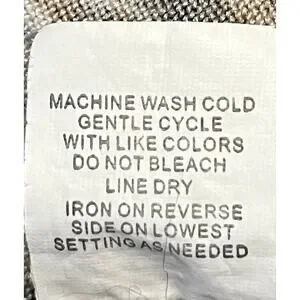 MACHINE WASH COLD
GENTLE CYCLE
WITH LIKE COLORS
DO NOT BLEACH
LINE DRY
IRON ON REVERSE
SIDE ON LOWEST
SETTING AS NEEDED